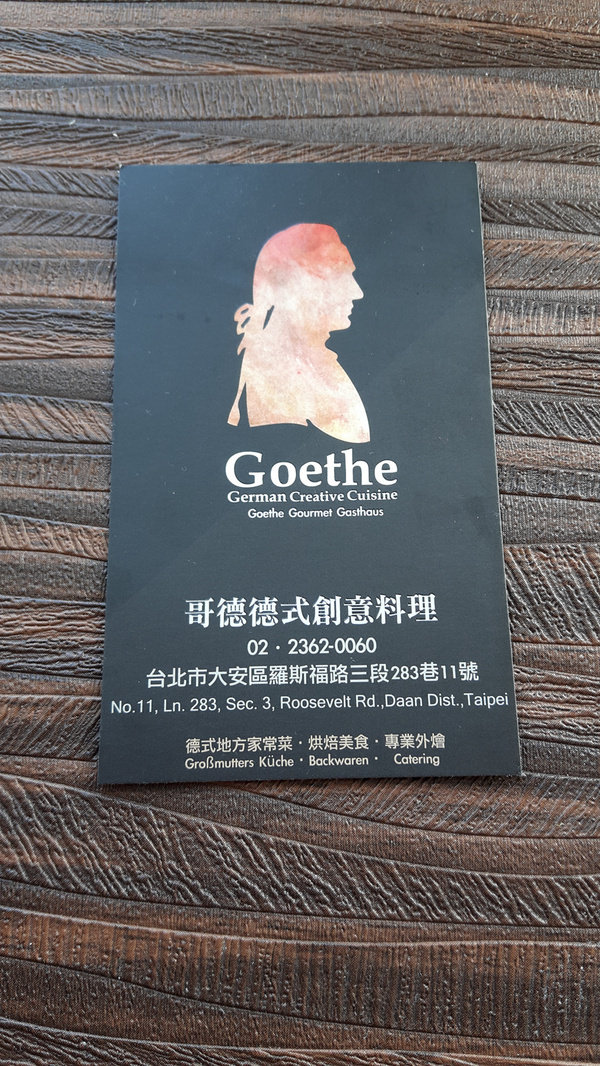 Goethe
German Creative Cuisine
Goethe Gourmet Gasthaus
哥德德式創意料理
02・2362-0060
台北市大安區羅斯福路三段283巷11號
No.11, Ln. 283, Sec. 3, Roosevelt Rd.,Daan Dist.,Taipei
德式地方家常菜・烘焙美食・專業外燴
Großmutters Küche・Backwaren・ Catering